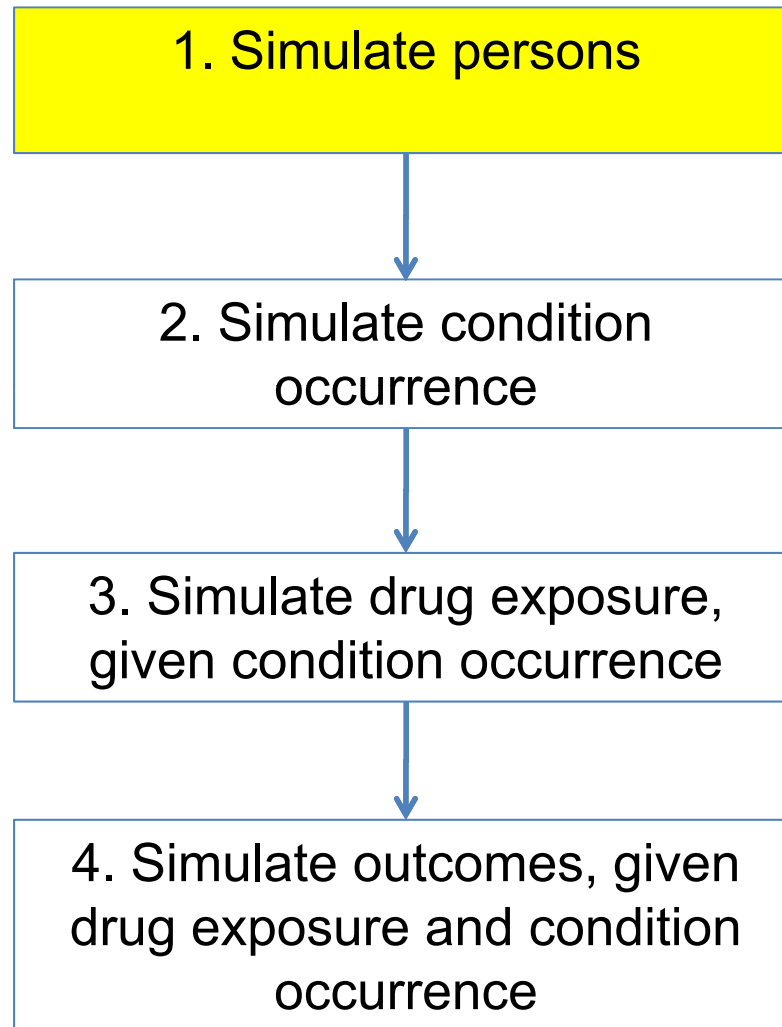 1. Simulate persons
2. Simulate condition
occurrence
3. Simulate drug exposure,
given condition occurrence
4. Simulate outcomes, given
drug exposure and condition
occurrence